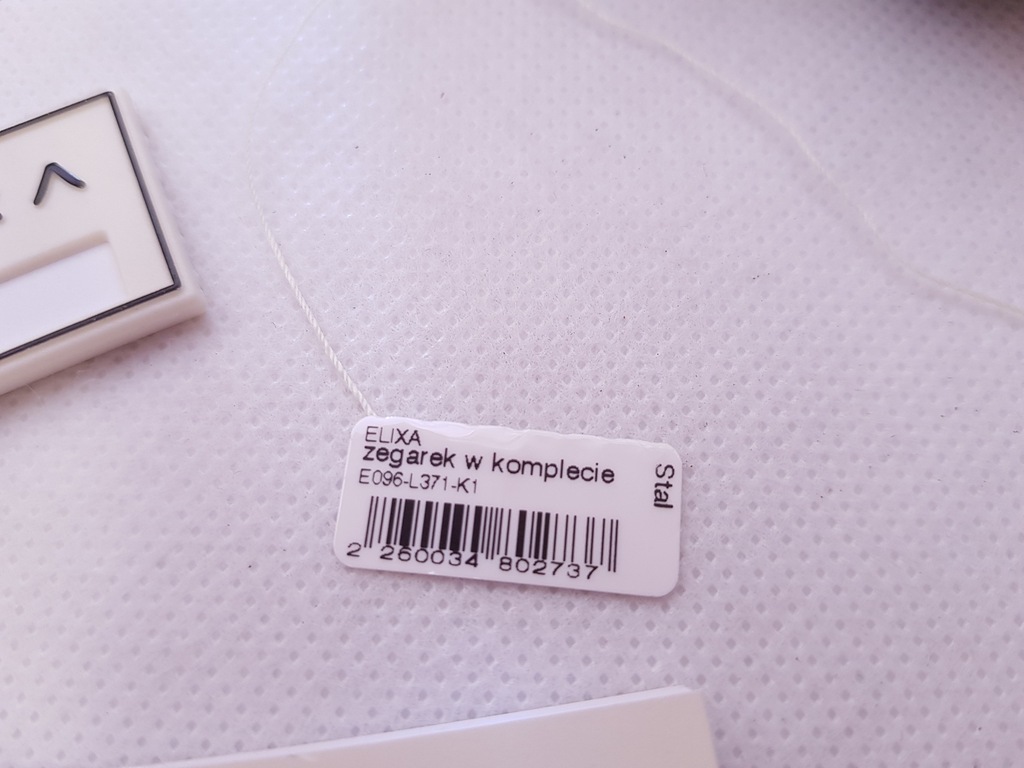 ELIXA
zegarek w komplecie
E096-L371-K1
Stal
2 260034 802737